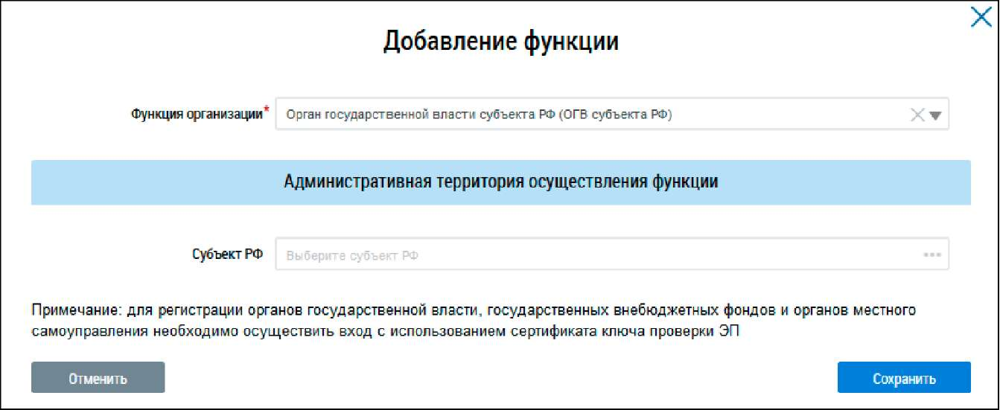 Добавление функции
Функция организации* Орган государственной власти субъекта РФ (ОГВ субъекта РФ)
Административная территория осуществления функции
Субъект РФ Выберите субъект РФ
Примечание: для регистрации органов государственной власти, государственных внебюджетных фондов и органов местного
самоуправления необходимо осуществить вход с использованием сертификата ключа проверки ЭП
Отменить Сохранить